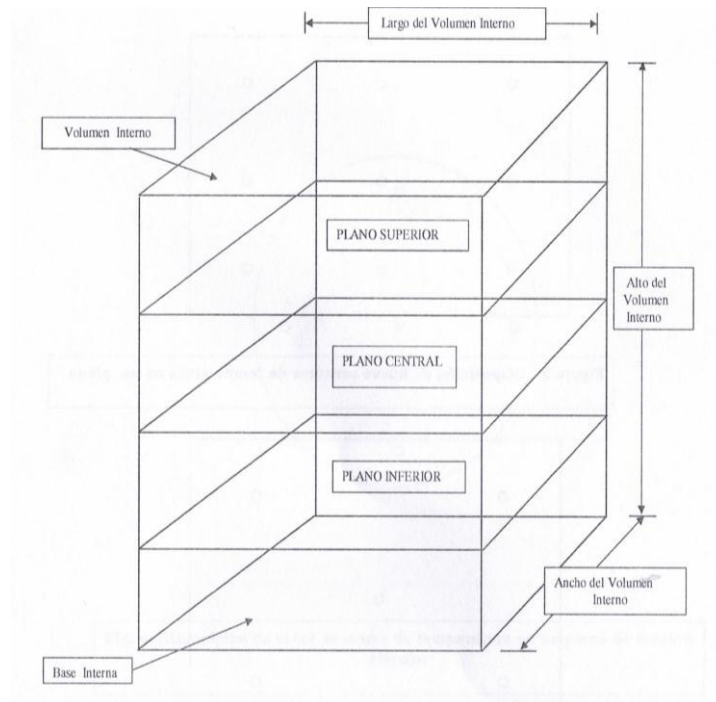 Largo del Volumen Interno
Volumen Interno
PLANO SUPERIOR
Alto del
Volumen
Interno
PLANO CENTRAL
PLANO INFERIOR
Ancho del Volumen
Interno
Base Interna